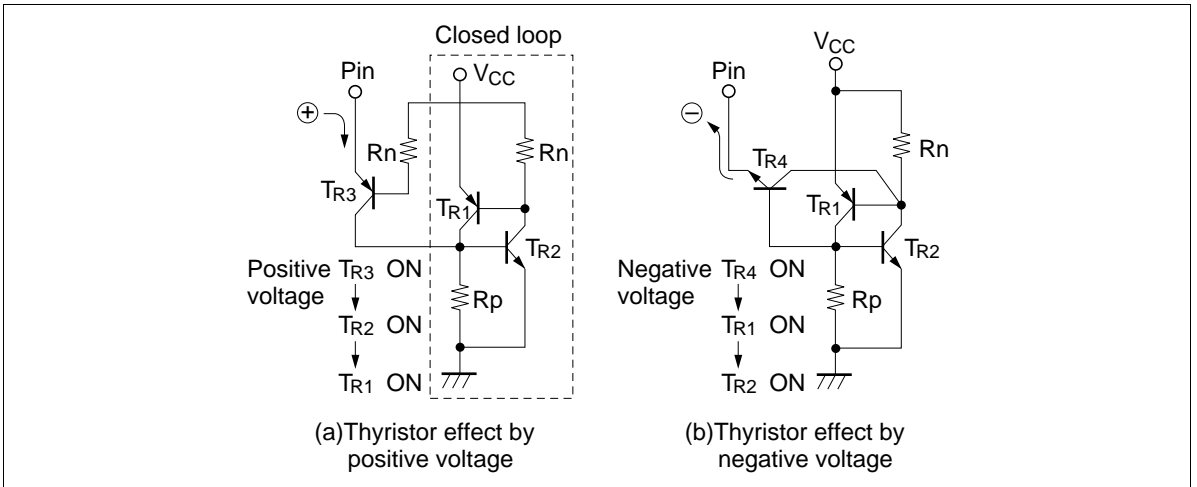 Closed loop
Pin
VCC
+
Rn
Rn
TR3
TR1
TR2
Rp
Positive voltage
TR3 ON
TR2 ON
TR1 ON
(a)Thyristor effect by
positive voltage
VCC
Pin
−
TR4
Rn
TR1
TR2
Rp
Negative voltage
TR4 ON
TR1 ON
TR2 ON
(b)Thyristor effect by
negative voltage